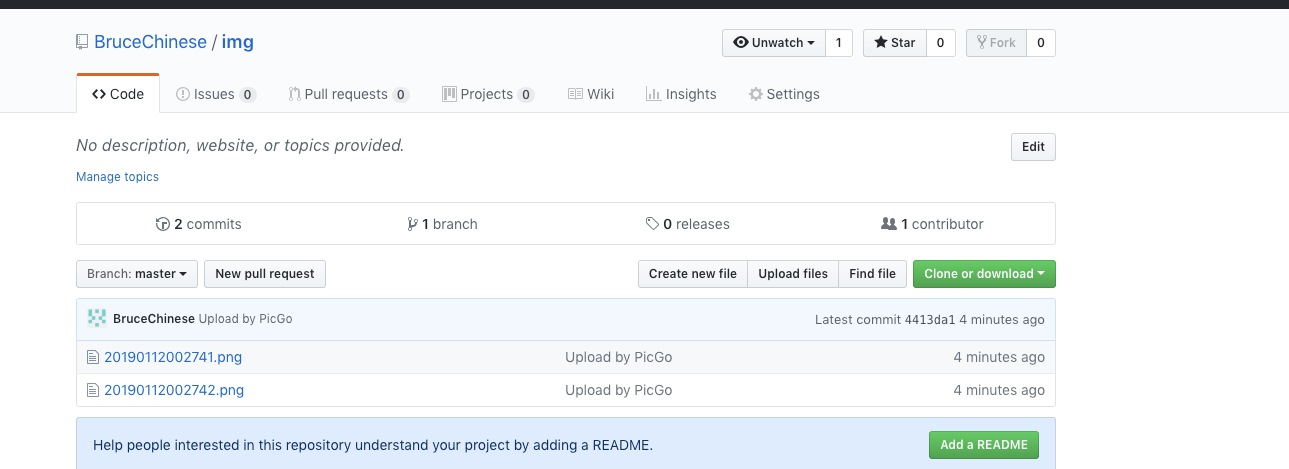 BruceChinese / img
Unwatch 1 Star 0 Fork 0
Code Issues 0 Pull requests 0 Projects 0 Wiki Insights Settings
No description, website, or topics provided. Edit
Manage topics
2 commits 1 branch 0 releases 1 contributor
Branch: master New pull request Create new file Upload files Find file Clone or download
BruceChinese Upload by PicGo Latest commit 4413da1 4 minutes ago
20190112002741.png Upload by PicGo 4 minutes ago
20190112002742.png Upload by PicGo 4 minutes ago
Help people interested in this repository understand your project by adding a README. Add a README